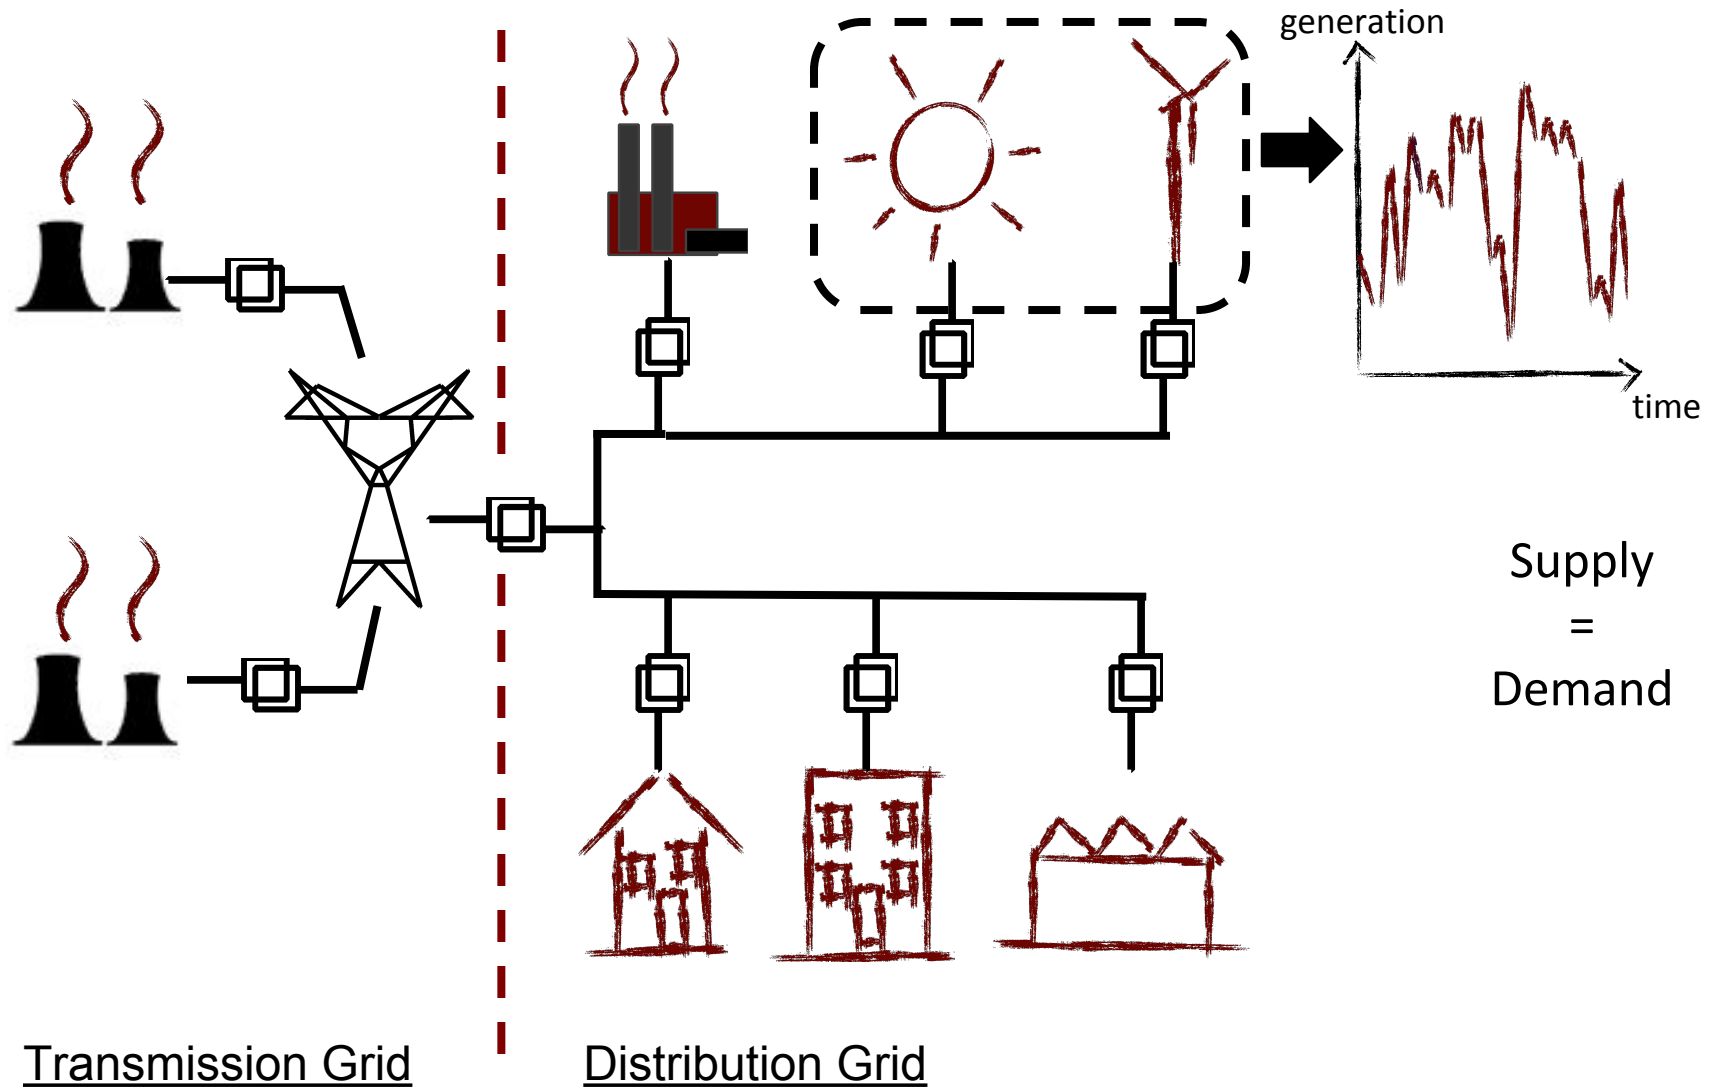 generation
time
Supply
=
Demand
Transmission Grid
Distribution Grid